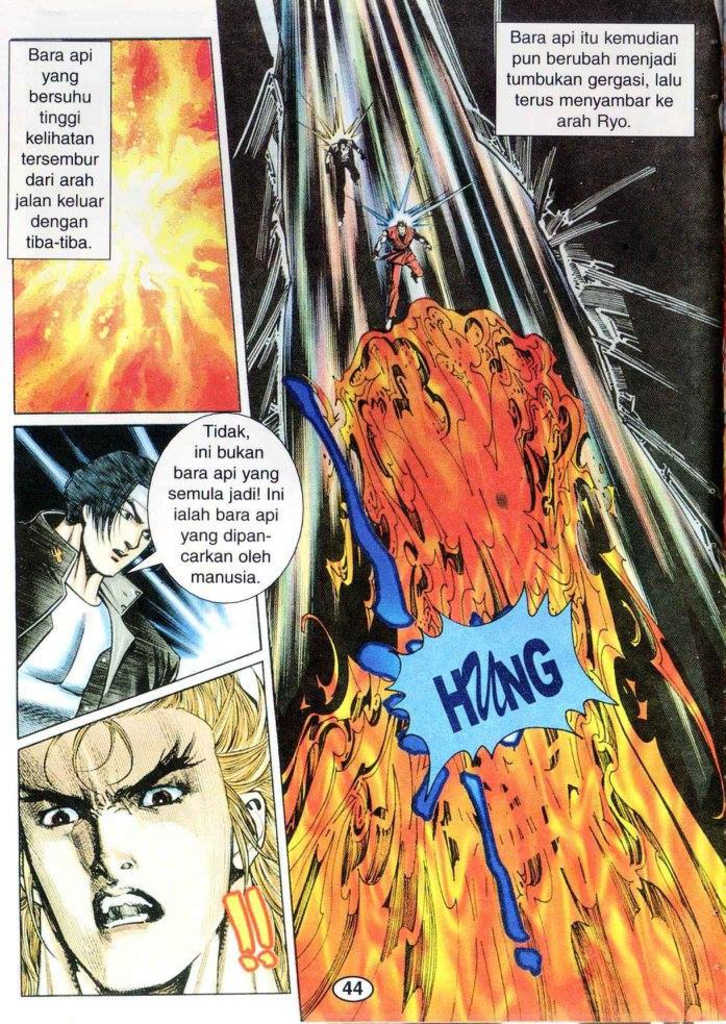 Bara api
yang
bersuhu
tinggi
kelihatan
tersembur
dari arah
jalan keluar
dengan
tiba-tiba.
Bara api itu kemudian
pun berubah menjadi
tumbukan gergasi, lalu
terus menyambar ke
arah Ryo.
Tidak,
ini bukan
bara api yang
semula jadi! Ini
ialah bara api
yang dipan-
carkan oleh
manusia.
HUNG
!!
44